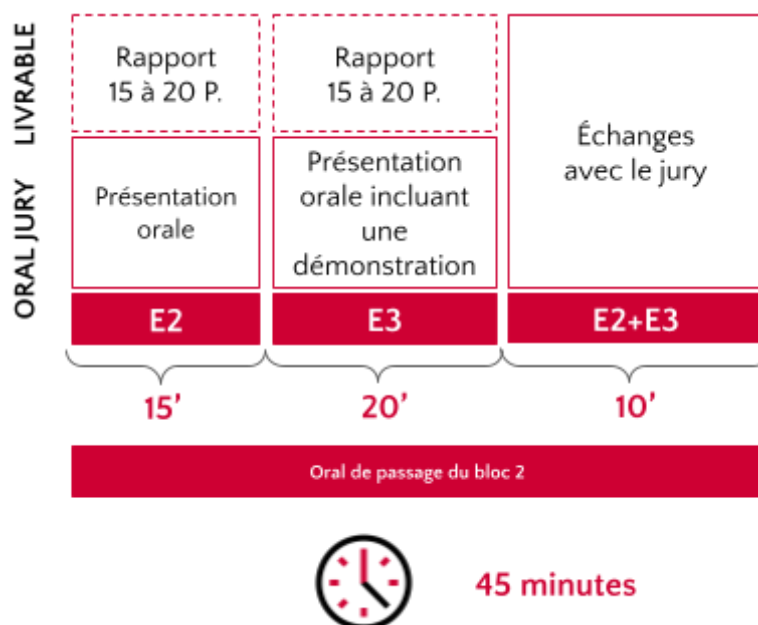 LIVRABLE
ORAL JURY
Rapport
15 à 20 P.
Rapport
15 à 20 P.
Échanges
avec le jury
Présentation
orale
Présentation
orale incluant
une
démonstration
E2
E3
E2+E3
15’
20’
10’
Oral de passage du bloc 2
45 minutes